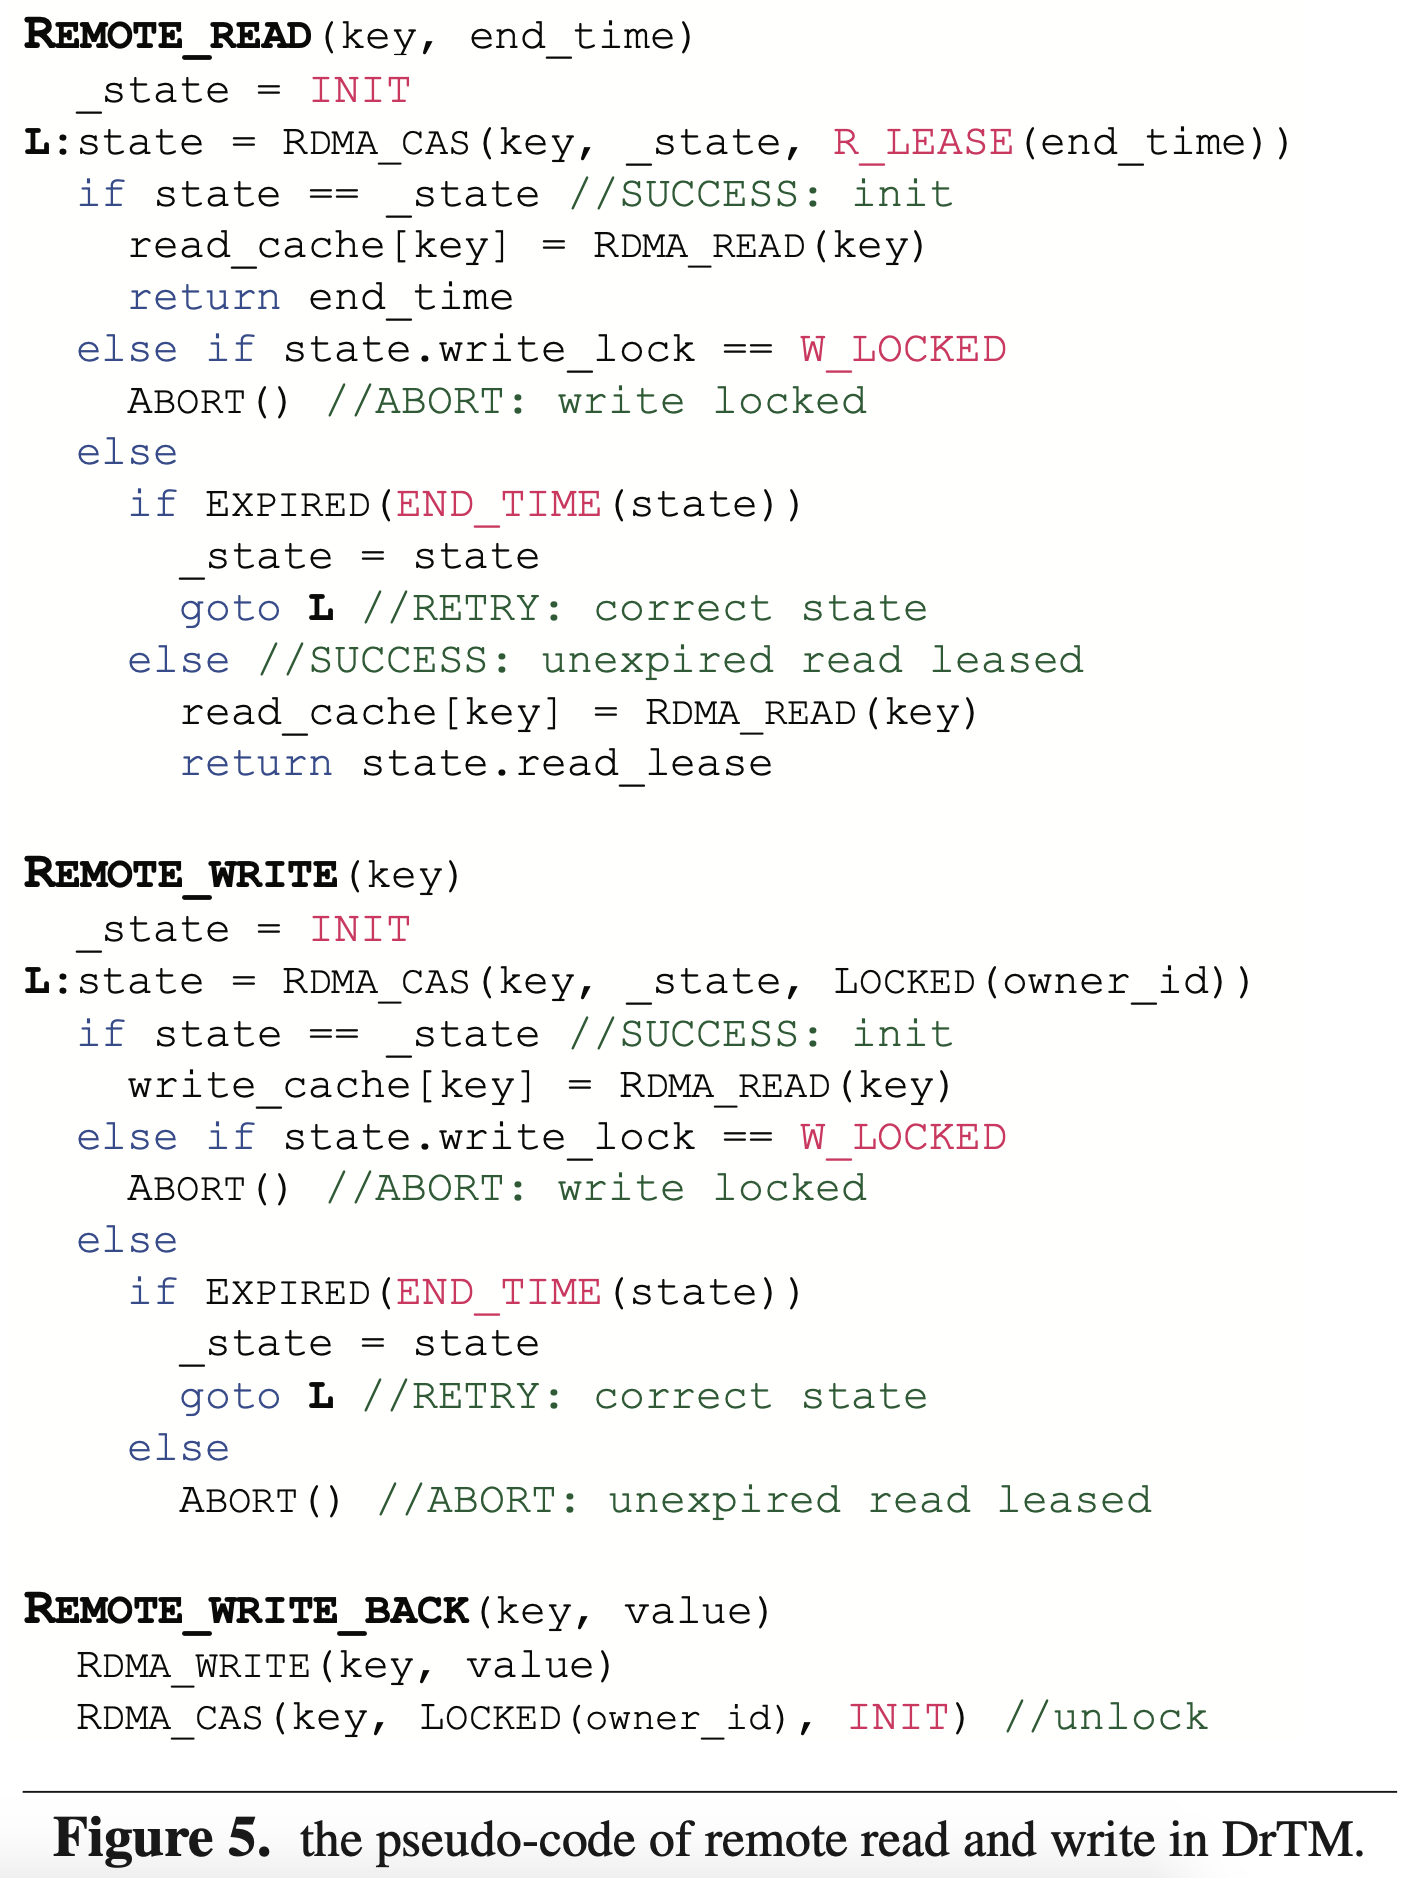 REMOTE_READ(key, end_time)
_state = INIT
L:state = RDMA_CAS(key, _state, R_LEASE(end_time))
if state == _state //SUCCESS: init
read_cache[key] = RDMA_READ(key)
return end_time
else if state.write_lock == W_LOCKED
ABORT() //ABORT: write locked
else
if EXPIRED(END_TIME(state))
_state = state
goto L //RETRY: correct state
else //SUCCESS: unexpired read leased
read_cache[key] = RDMA_READ(key)
return state.read_lease
REMOTE_WRITE(key)
_state = INIT
L:state = RDMA_CAS(key, _state, LOCKED(owner_id))
if state == _state //SUCCESS: init
write_cache[key] = RDMA_READ(key)
else if state.write_lock == W_LOCKED
ABORT() //ABORT: write locked
else
if EXPIRED(END_TIME(state))
_state = state
goto L //RETRY: correct state
else
ABORT() //ABORT: unexpired read leased
REMOTE_WRITE_BACK(key, value)
RDMA_WRITE(key, value)
RDMA_CAS(key, LOCKED(owner_id), INIT) //unlock
Figure 5. the pseudo-code of remote read and write in DrTM.